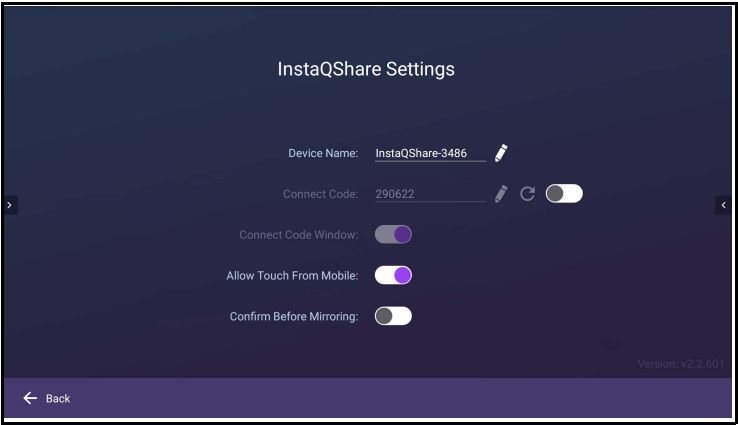 InstaQShare Settings
Device Name: InstaQShare-3486
Connect Code: 290622
Connect Code Window:
Allow Touch From Mobile:
Confirm Before Mirroring:
Version: v2.2.601
Back